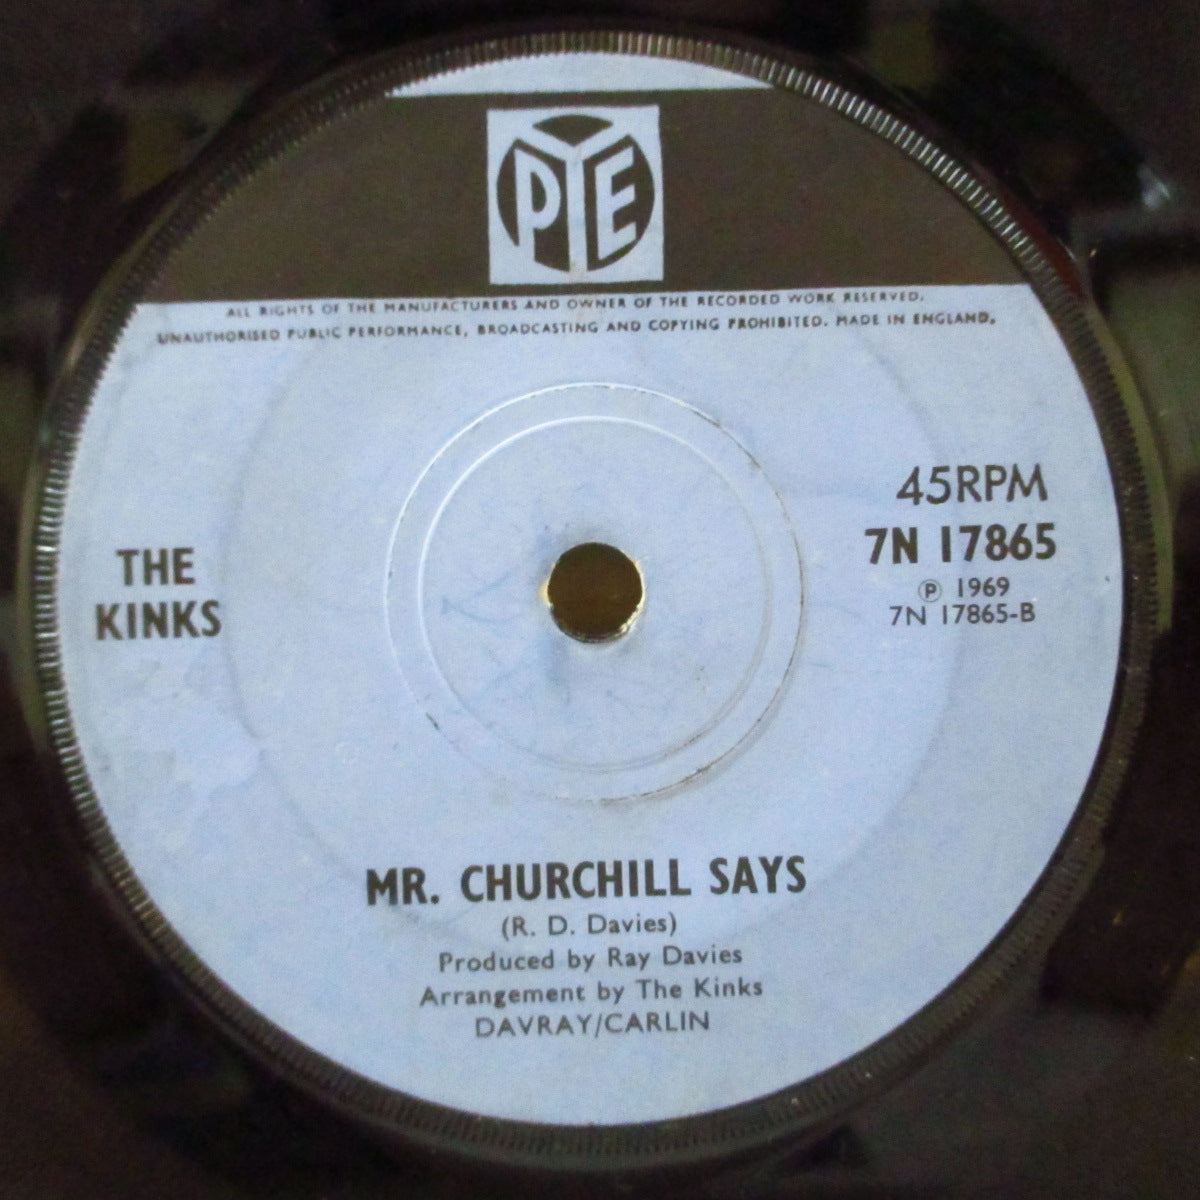 PYE
ALL RIGHTS OF THE MANUFACTURERS AND OWNER OF THE RECORDED WORK RESERVED.
UNAUTHORISED PUBLIC PERFORMANCE, BROADCASTING AND COPYING PROHIBITED. MADE IN ENGLAND.
45RPM
7N 17865
℗ 1969
7N 17865-B
THE
KINKS
MR. CHURCHILL SAYS
(R. D. Davies)
Produced by Ray Davies
Arrangement by The Kinks
DAVRAY/CARLIN